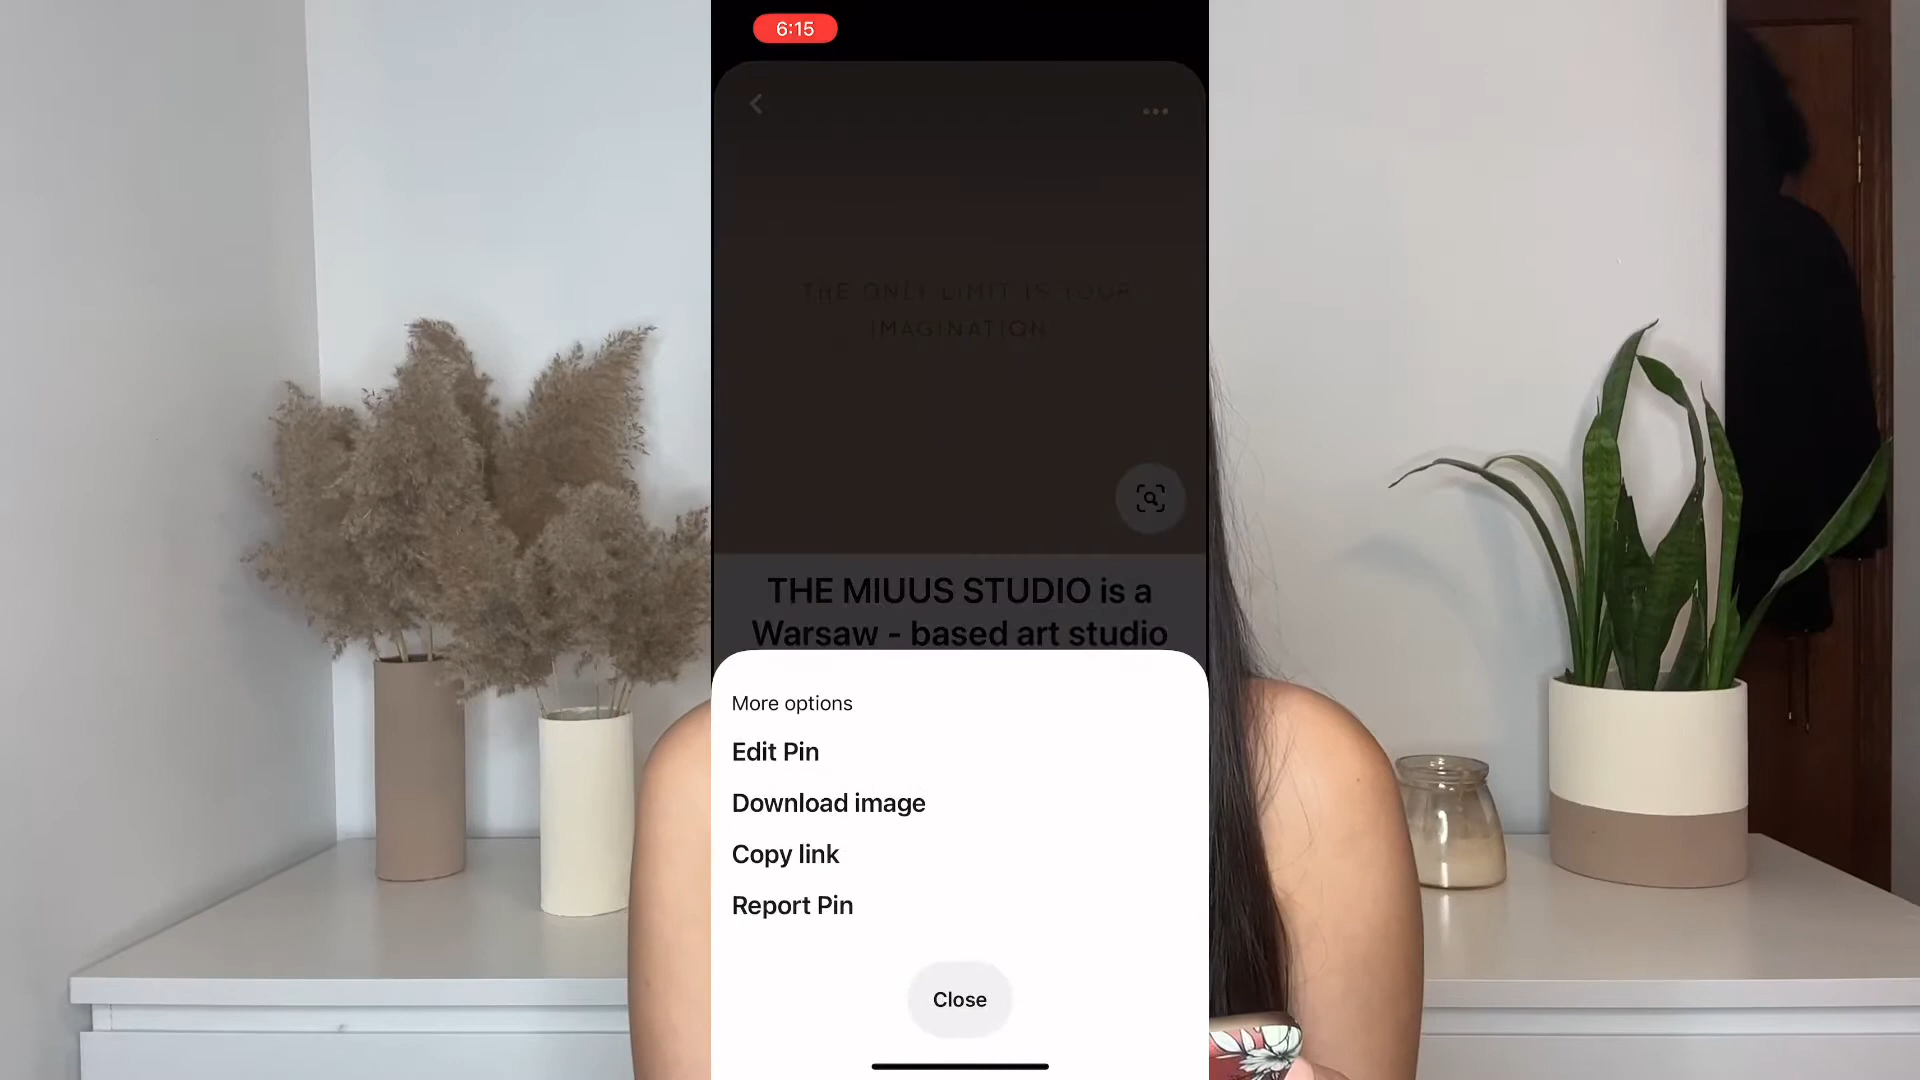 6:15
THE ONLY LIMIT IS YOUR
IMAGINATION
THE MIUUS STUDIO is a
Warsaw - based art studio
More options
Edit Pin
Download image
Copy link
Report Pin
Close